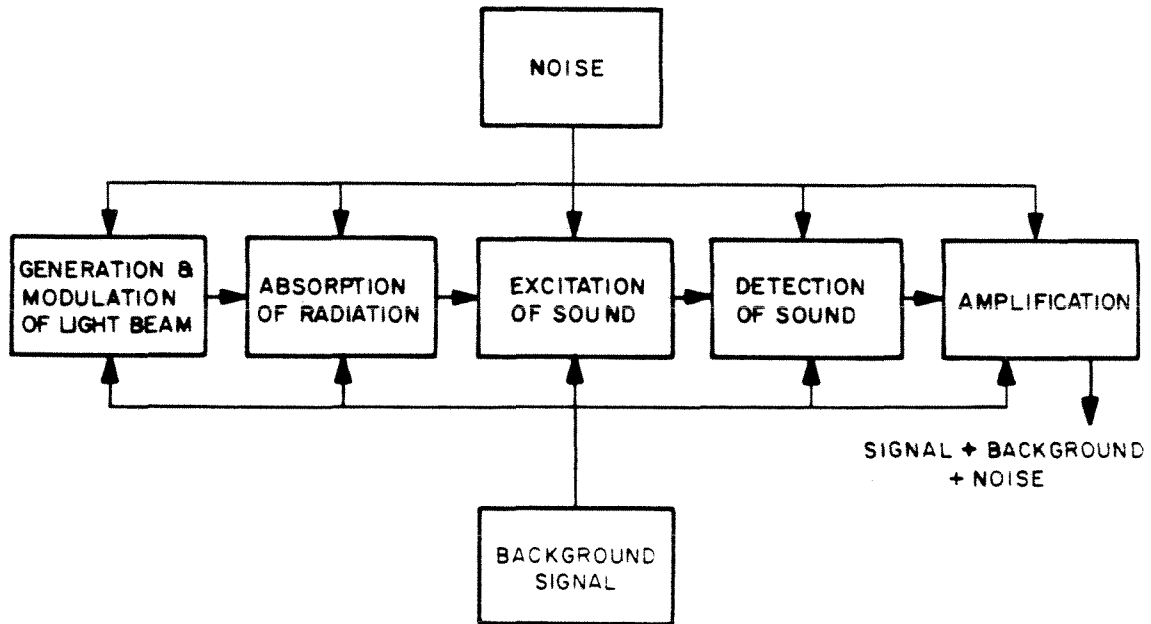 NOISE
GENERATION &
MODULATION
OF LIGHT BEAM
ABSORPTION
OF RADIATION
EXCITATION
OF SOUND
DETECTION
OF SOUND
AMPLIFICATION
SIGNAL + BACKGROUND
+ NOISE
BACKGROUND
SIGNAL